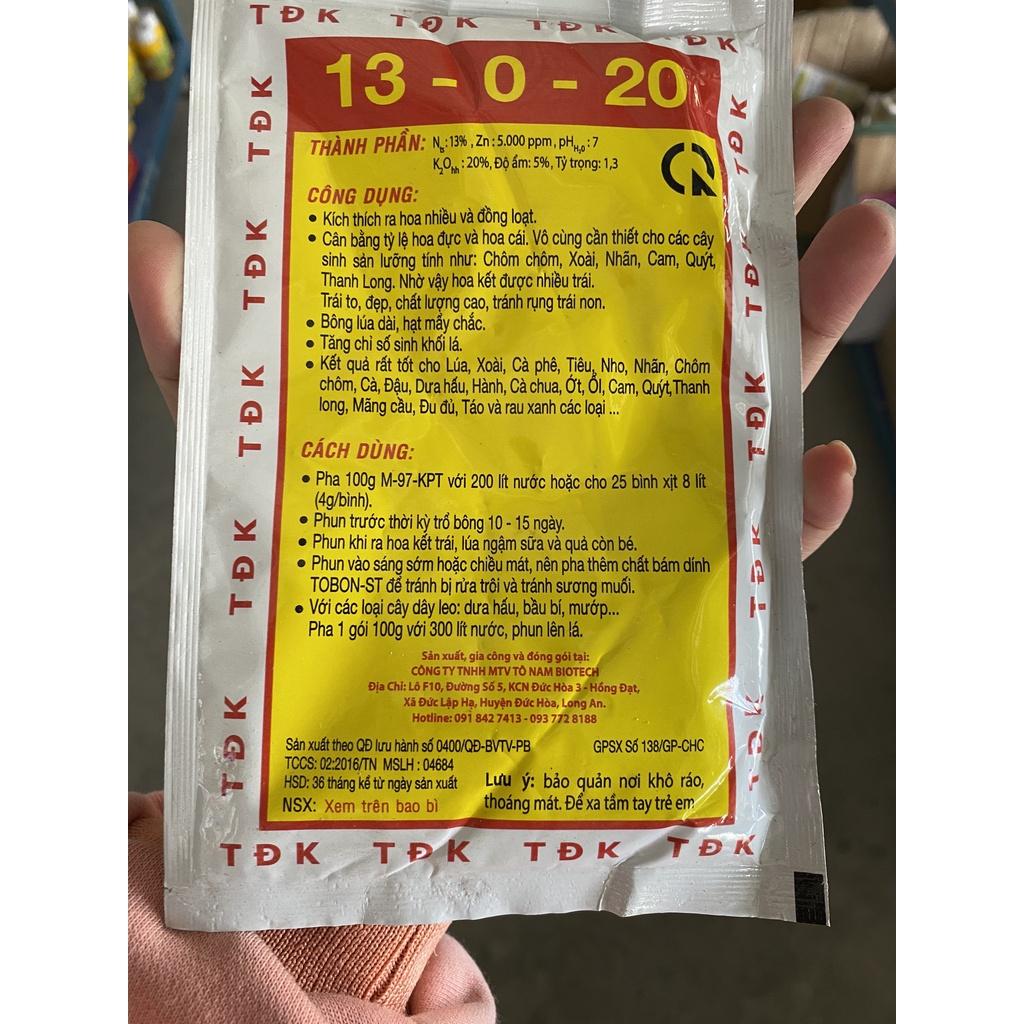 TĐK TĐK TĐK TĐK
13 - 0 - 20
THÀNH PHẦN: Nts: 13% , Zn : 5.000 ppm , pHH₂O : 7
K₂Ohh : 20%, Độ ẩm: 5%, Tỷ trọng: 1,3
CÔNG DỤNG:
• Kích thích ra hoa nhiều và đồng loạt.
• Cân bằng tỷ lệ hoa đực và hoa cái. Vô cùng cần thiết cho các cây
sinh sản lưỡng tính như: Chôm chôm, Xoài, Nhãn, Cam, Quýt,
Thanh Long. Nhờ vậy hoa kết được nhiều trái.
Trái to, đẹp, chất lượng cao, tránh rụng trái non.
• Bông lúa dài, hạt mẩy chắc.
• Tăng chỉ số sinh khối lá.
• Kết quả rất tốt cho Lúa, Xoài, Cà phê, Tiêu, Nho, Nhãn, Chôm
chôm, Cà, Đậu, Dưa hấu, Hành, Cà chua, Ớt, Ổi, Cam, Quýt,Thanh
long, Mãng cầu, Đu đủ, Táo và rau xanh các loại ...
CÁCH DÙNG:
• Pha 100g M-97-KPT với 200 lít nước hoặc cho 25 bình xịt 8 lít
(4g/bình).
• Phun trước thời kỳ trổ bông 10 - 15 ngày.
• Phun khi ra hoa kết trái, lúa ngậm sữa và quả còn bé.
• Phun vào sáng sớm hoặc chiều mát, nên pha thêm chất bám dính
TOBON-ST để tránh bị rửa trôi và tránh sương muối.
• Với các loại cây dây leo: dưa hấu, bầu bí, mướp...
Pha 1 gói 100g với 300 lít nước, phun lên lá.
Sản xuất, gia công và đóng gói tại:
CÔNG TY TNHH MTV TÔ NAM BIOTECH
Địa Chỉ: Lô F10, Đường Số 5, KCN Đức Hòa 3 - Hồng Đạt,
Xã Đức Lập Hạ, Huyện Đức Hòa, Long An.
Hotline: 091 842 7413 - 093 772 8188
Sản xuất theo QĐ lưu hành số 0400/QĐ-BVTV-PB GPSX Số 138/GP-CHC
TCCS: 02:2016/TN MSLH : 04684
HSD: 36 tháng kể từ ngày sản xuất
NSX: Xem trên bao bì
Lưu ý: bảo quản nơi khô ráo,
thoáng mát. Để xa tầm tay trẻ em
TĐK TĐK TĐK TĐK
TĐK
TĐK
TĐK
TĐK
TĐK
TĐK
TĐK
TĐK
TĐK
TĐK